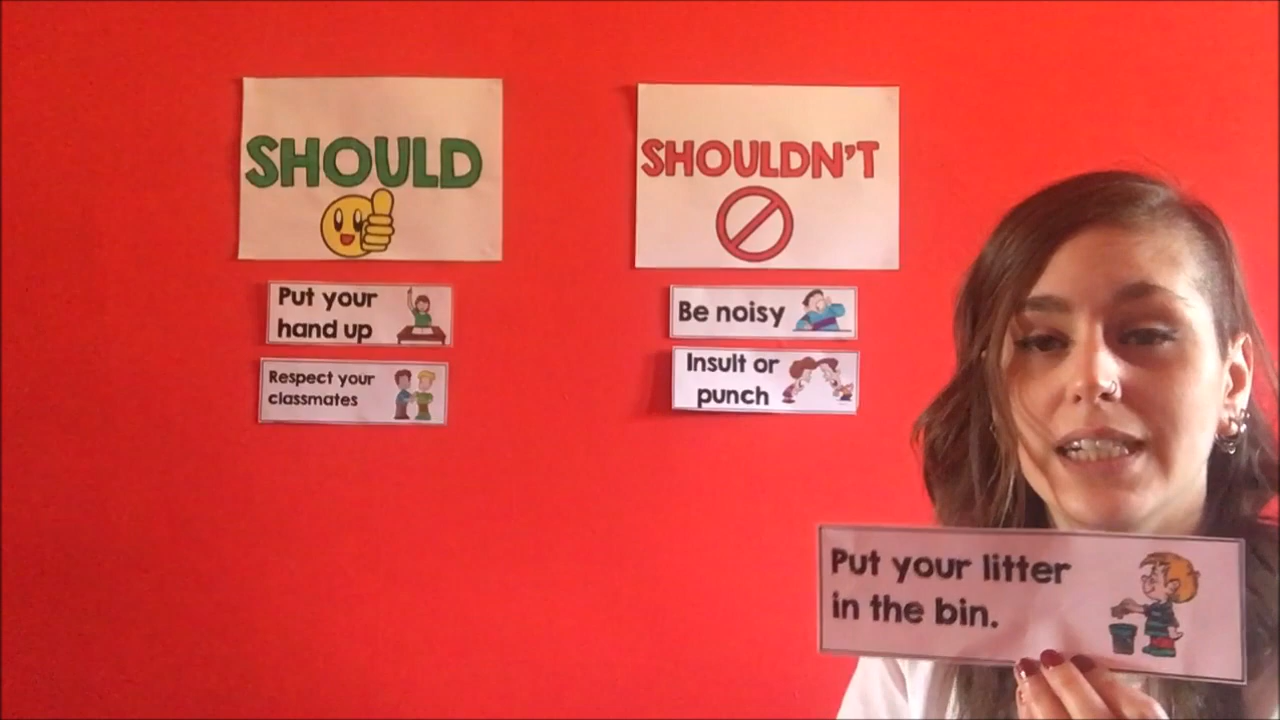 SHOULD
Put your
hand up
Respect your
classmates
SHOULDN'T
Be noisy
Insult or
punch
Put your litter
in the bin.